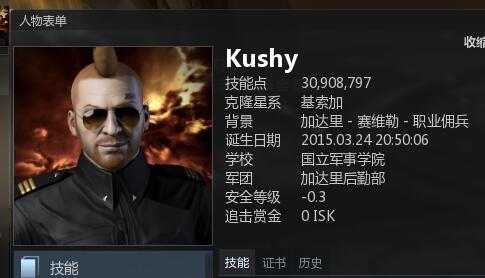 人物表单
收缩
Kushy
技能点 30,908,797
克隆星系 基索加
背景 加达里 - 赛维勒 - 职业佣兵
诞生日期 2015.03.24 20:50:06
学校 国立军事学院
军团 加达里后勤部
安全等级 -0.3
追击赏金 0 ISK
技能 证书 历史
技能